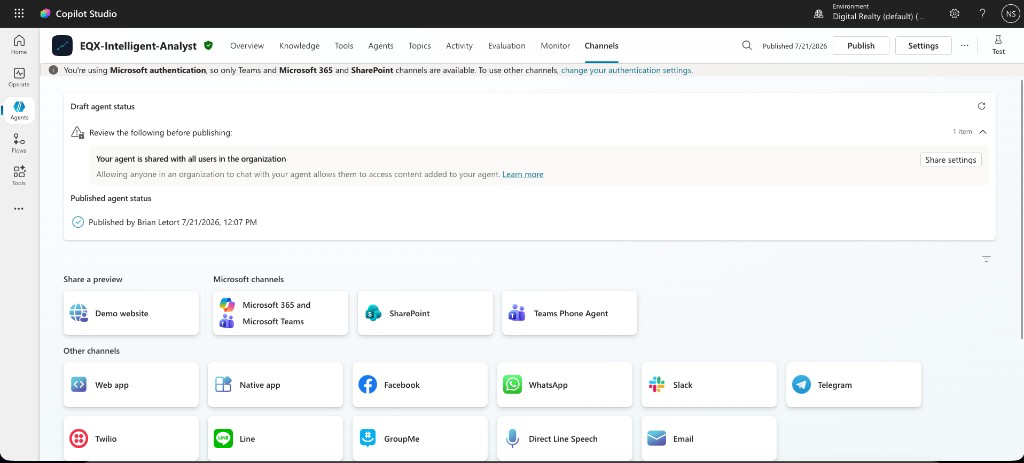 Copilot Studio
Environment
Digital Realty (default) (...
NS
Home
Operate
Agents
Flows
Tools
EQX-Intelligent-Analyst
Overview
Knowledge
Tools
Agents
Topics
Activity
Evaluation
Monitor
Channels
Published 7/21/2026
Publish
Settings
Test
You're using Microsoft authentication, so only Teams and Microsoft 365 and SharePoint channels are available. To use other channels, change your authentication settings.
Draft agent status
Review the following before publishing:
1 item
Your agent is shared with all users in the organization
Share settings
Allowing anyone in an organization to chat with your agent allows them to access content added to your agent. Learn more
Published agent status
Published by Brian Letort 7/21/2026, 12:07 PM
Share a preview
Microsoft channels
Demo website
Microsoft 365 and
Microsoft Teams
SharePoint
Teams Phone Agent
Other channels
Web app
Native app
Facebook
WhatsApp
Slack
Telegram
Twilio
LINE
Line
GroupMe
Direct Line Speech
Email